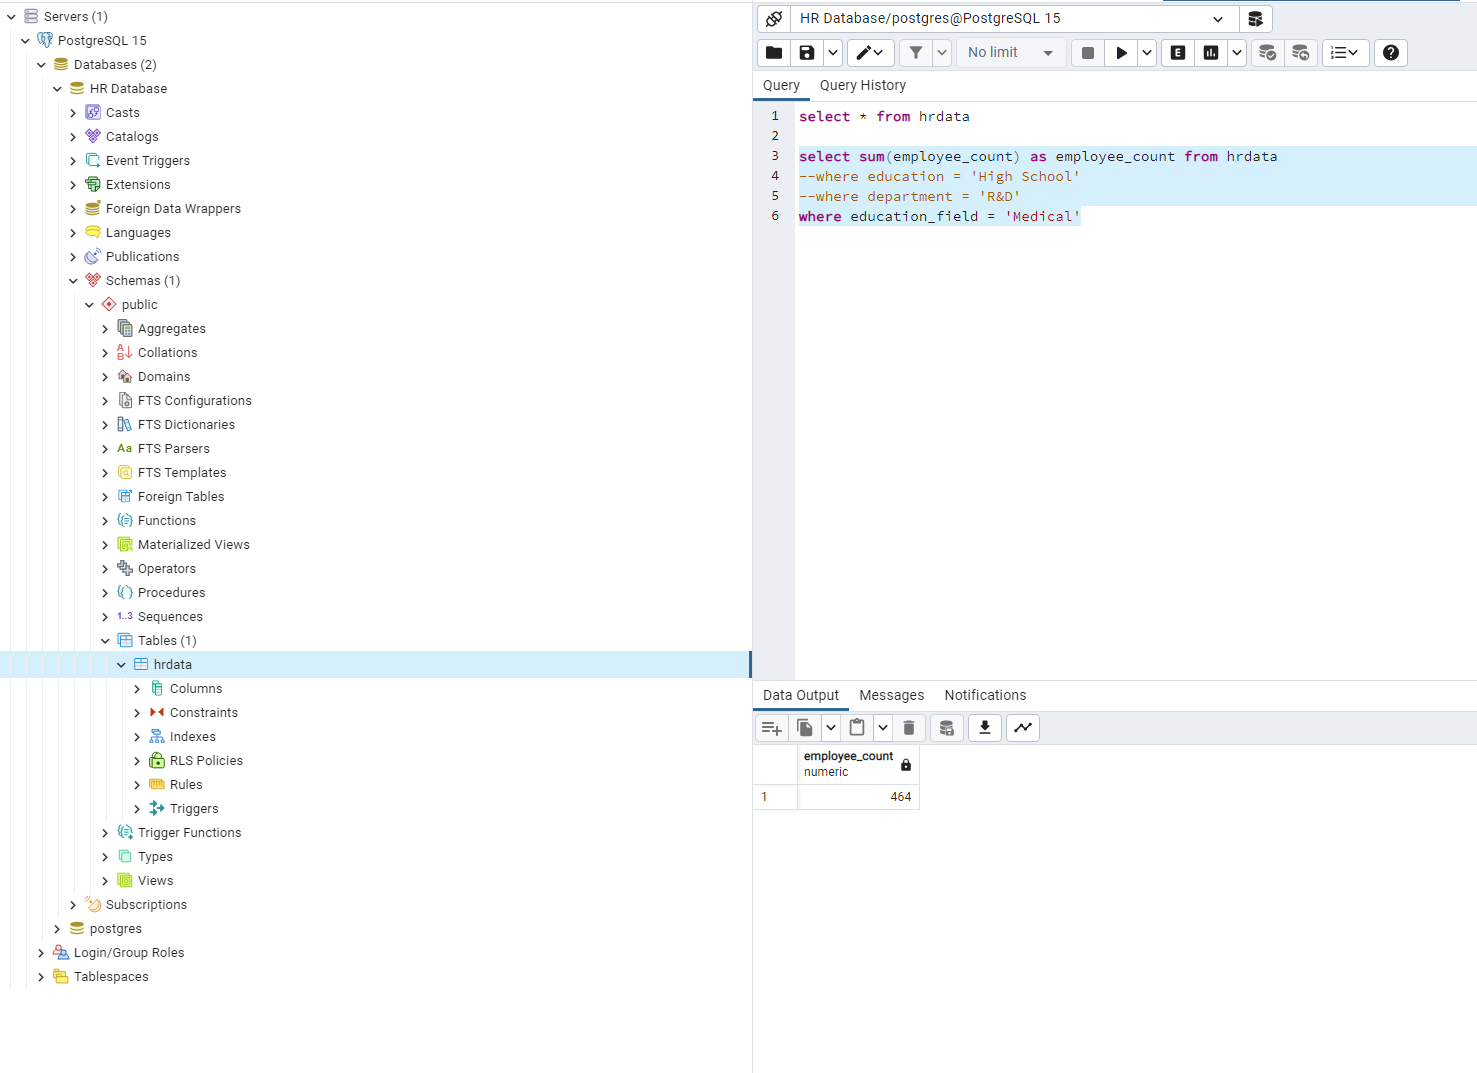 Servers (1)
PostgreSQL 15
Databases (2)
HR Database
Casts
Catalogs
Event Triggers
Extensions
Foreign Data Wrappers
Languages
Publications
Schemas (1)
public
Aggregates
Collations
Domains
FTS Configurations
FTS Dictionaries
Aa FTS Parsers
FTS Templates
Foreign Tables
Functions
Materialized Views
Operators
Procedures
1..3 Sequences
Tables (1)
hrdata
Columns
Constraints
Indexes
RLS Policies
Rules
Triggers
Trigger Functions
Types
Views
Subscriptions
postgres
Login/Group Roles
Tablespaces
HR Database/postgres@PostgreSQL 15
No limit
E
Query Query History
1 select * from hrdata
2
3 select sum(employee_count) as employee_count from hrdata
4 --where education = 'High School'
5 --where department = 'R&D'
6 where education_field = 'Medical'
Data Output Messages Notifications
employee_count
numeric
1 464